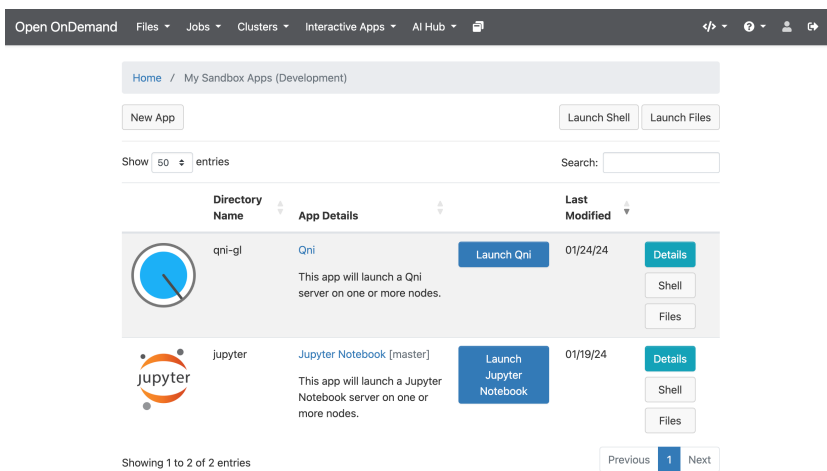 Open OnDemand Files Jobs Clusters Interactive Apps AI Hub </> ?
Home / My Sandbox Apps (Development)
New App Launch Shell Launch Files
Show 50 entries Search:
Directory Name App Details Last Modified
qni-gl Qni Launch Qni 01/24/24 Details
This app will launch a Qni
server on one or more nodes.
Shell
Files
jupyter jupyter Jupyter Notebook [master] Launch Jupyter Notebook 01/19/24 Details
This app will launch a Jupyter
Notebook server on one or
more nodes.
Shell
Files
Showing 1 to 2 of 2 entries Previous 1 Next